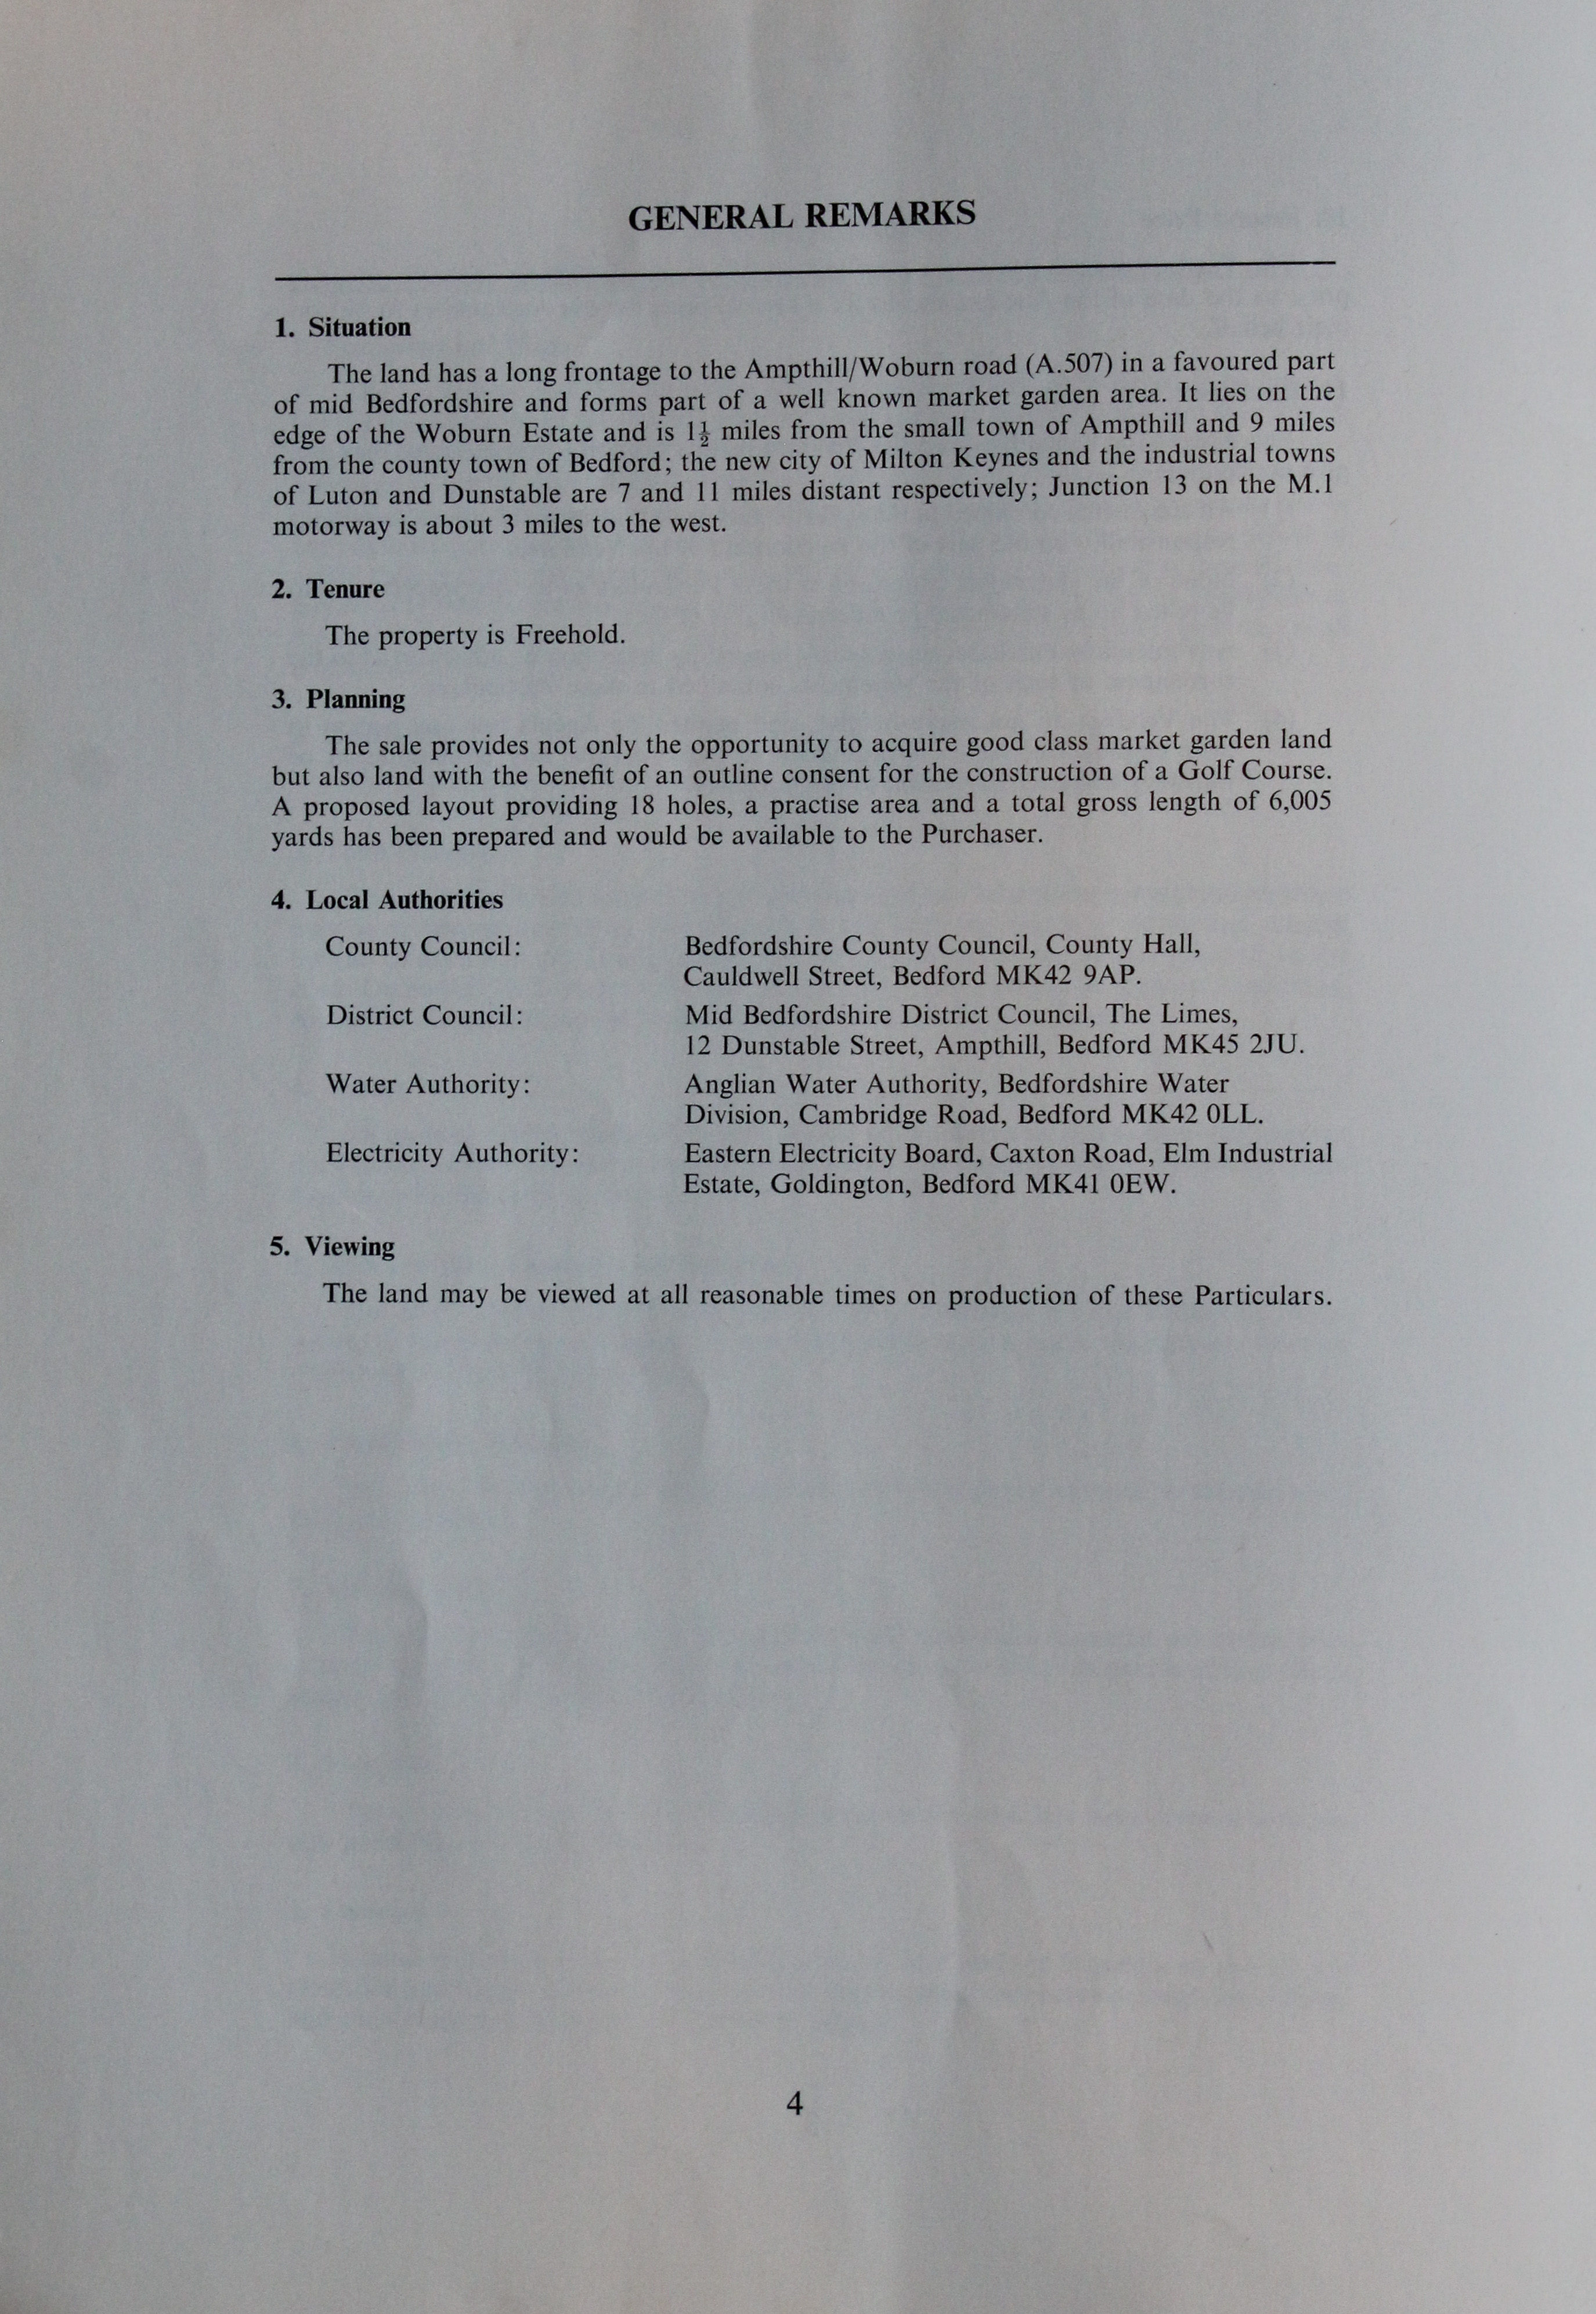 GENERAL REMARKS
1. Situation
The land has a long frontage to the Ampthill/Woburn road (A.507) in a favoured part
of mid Bedfordshire and forms part of a well known market garden area. It lies on the
edge of the Woburn Estate and is 1½ miles from the small town of Ampthill and 9 miles
from the county town of Bedford; the new city of Milton Keynes and the industrial towns
of Luton and Dunstable are 7 and 11 miles distant respectively; Junction 13 on the M.1
motorway is about 3 miles to the west.
2. Tenure
The property is Freehold.
3. Planning
The sale provides not only the opportunity to acquire good class market garden land
but also land with the benefit of an outline consent for the construction of a Golf Course.
A proposed layout providing 18 holes, a practise area and a total gross length of 6,005
yards has been prepared and would be available to the Purchaser.
4. Local Authorities
County Council: Bedfordshire County Council, County Hall,
Cauldwell Street, Bedford MK42 9AP.
District Council: Mid Bedfordshire District Council, The Limes,
12 Dunstable Street, Ampthill, Bedford MK45 2JU.
Water Authority: Anglian Water Authority, Bedfordshire Water
Division, Cambridge Road, Bedford MK42 0LL.
Electricity Authority: Eastern Electricity Board, Caxton Road, Elm Industrial
Estate, Goldington, Bedford MK41 0EW.
5. Viewing
The land may be viewed at all reasonable times on production of these Particulars.
4